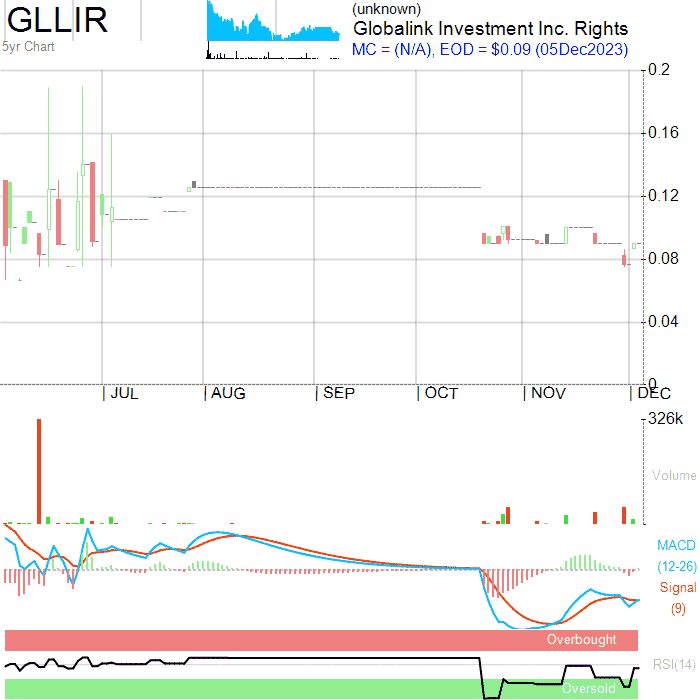 GLLIR
5yr Chart
(unknown)
Globalink Investment Inc. Rights
MC = (N/A), EOD = $0.09 (05Dec2023)
0.2
0.16
0.12
0.08
0.04
0
JUL AUG SEP OCT NOV DEC
326k
Volume
MACD
(12-26)
Signal
(9)
Overbought
RSI(14)
Oversold